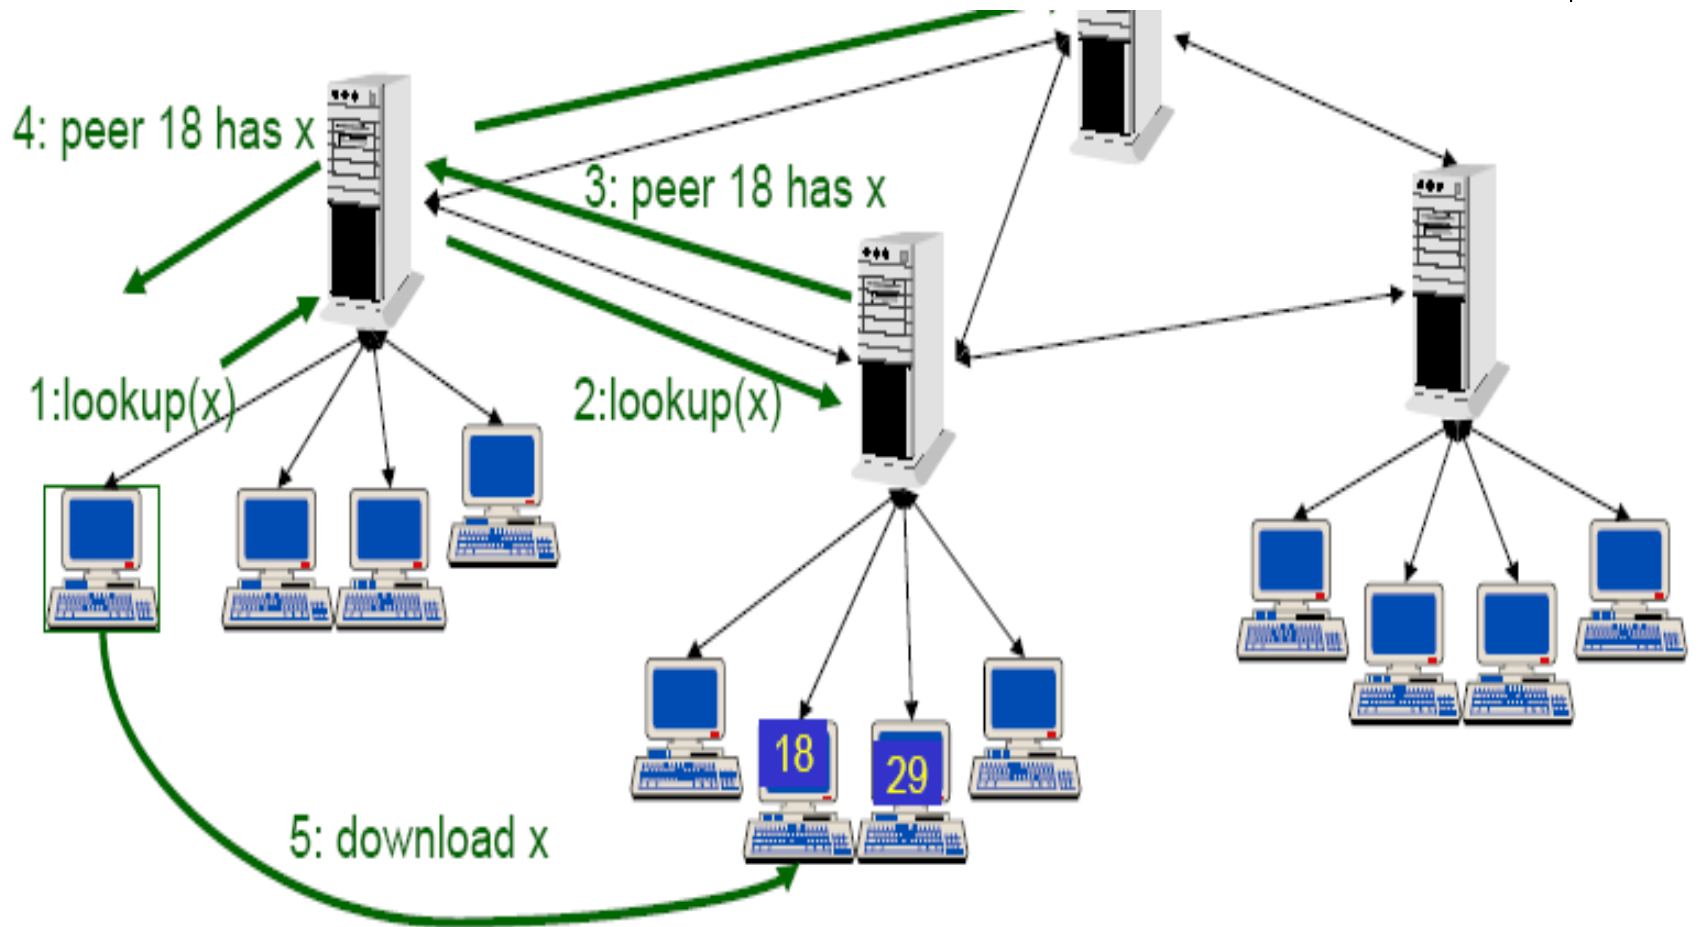 4: peer 18 has x
3: peer 18 has x
1:lookup(x)
2:lookup(x)
18
29
5: download x